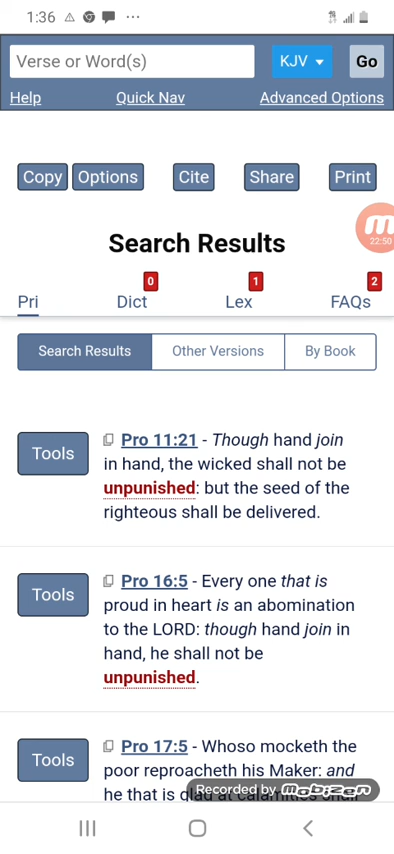 1:36
Verse or Word(s)
KJV
Go
Help
Quick Nav
Advanced Options
Copy
Options
Cite
Share
Print
22:50
Search Results
0
1
2
Pri
Dict
Lex
FAQs
Search Results
Other Versions
By Book
Tools
Pro 11:21 - Though hand join
in hand, the wicked shall not be
unpunished: but the seed of the
righteous shall be delivered.
Tools
Pro 16:5 - Every one that is
proud in heart is an abomination
to the LORD: though hand join in
hand, he shall not be
unpunished.
Tools
Pro 17:5 - Whoso mocketh the
poor reproacheth his Maker: and
he that is glad at calamities shall
Recorded by mobizen